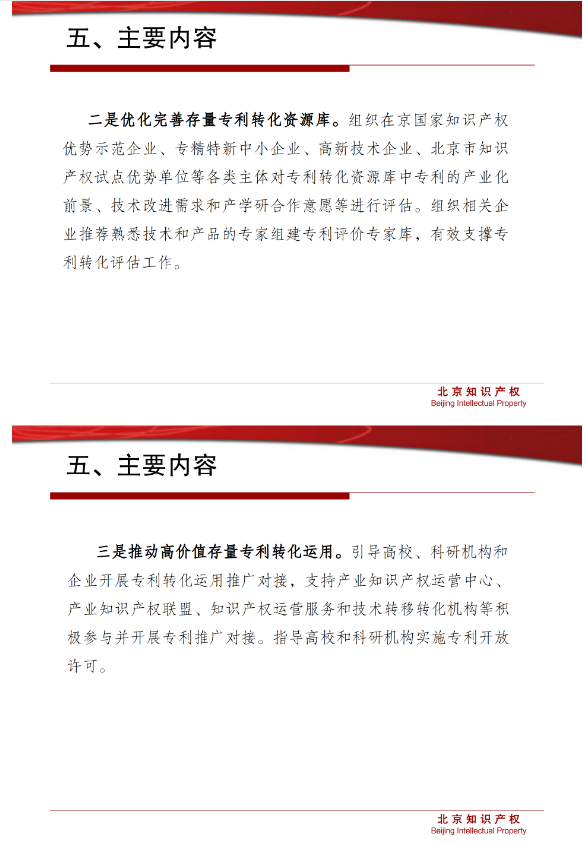 五、主要内容
二是优化完善存量专利转化资源库。组织在京国家知识产权
优势示范企业、专精特新中小企业、高新技术企业、北京市知识
产权试点优势单位等各类主体对专利转化资源库中专利的产业化
前景、技术改进需求和产学研合作意愿等进行评估。组织相关企
业推荐熟悉技术和产品的专家组建专利评价专家库，有效支撑专
利转化评估工作。
北京知识产权
Beijing Intellectual Property
五、主要内容
三是推动高价值存量专利转化运用。引导高校、科研机构和
企业开展专利转化运用推广对接，支持产业知识产权运营中心、
产业知识产权联盟、知识产权运营服务和技术转移转化机构等积
极参与并开展专利推广对接。指导高校和科研机构实施专利开放
许可。
北京知识产权
Beijing Intellectual Property